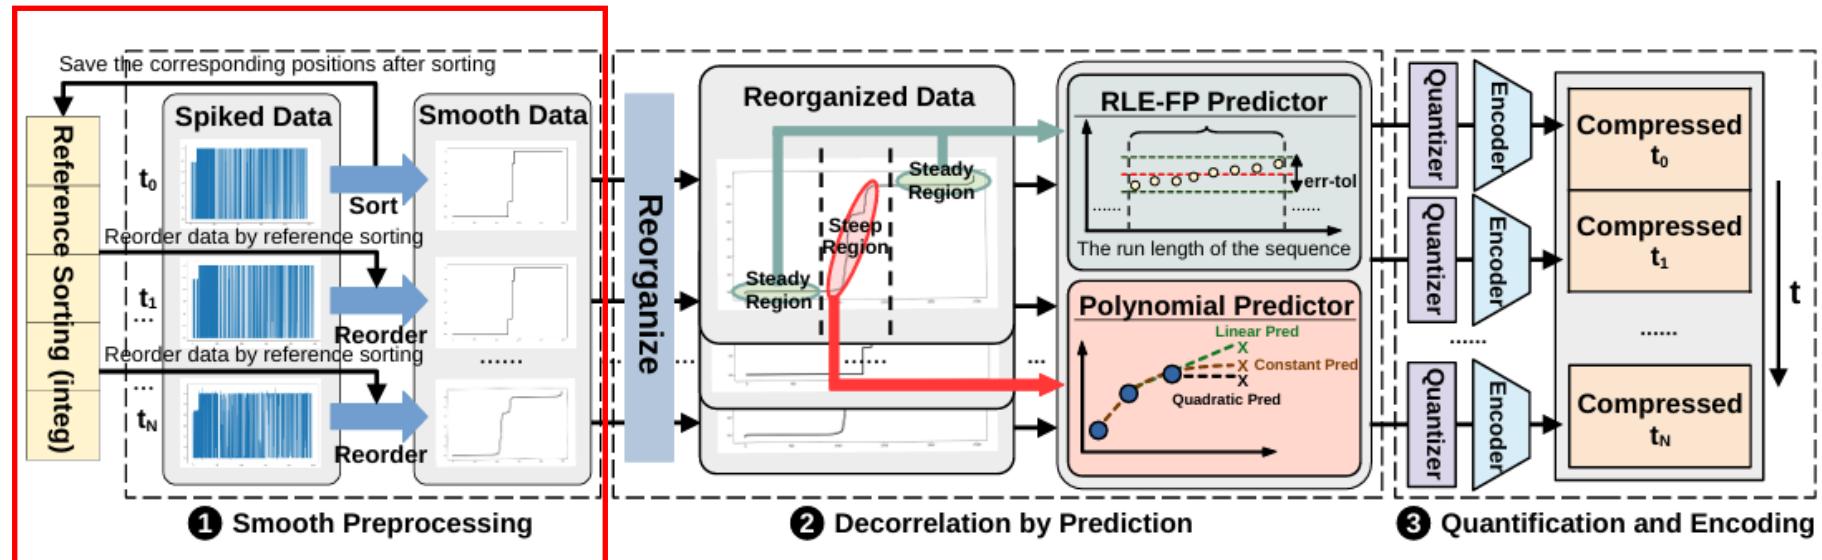 Save the corresponding positions after sorting
Reference Sorting (integ)
Spiked Data
Smooth Data
t0
Sort
Reorder data by reference sorting
t1
...
Reorder
Reorder data by reference sorting
......
...
tN
Reorder
1 Smooth Preprocessing
Reorganize
Reorganized Data
Steady
Region
Steep
Region
Steady
Region
...
......
...
RLE-FP Predictor
err-tol
......
......
The run length of the sequence
Polynomial Predictor
Linear Pred
X
X Constant Pred
X
Quadratic Pred
2 Decorrelation by Prediction
Quantizer
Encoder
Compressed
t0
Quantizer
Encoder
Compressed
t1
......
......
t
Quantizer
Encoder
Compressed
tN
3 Quantification and Encoding